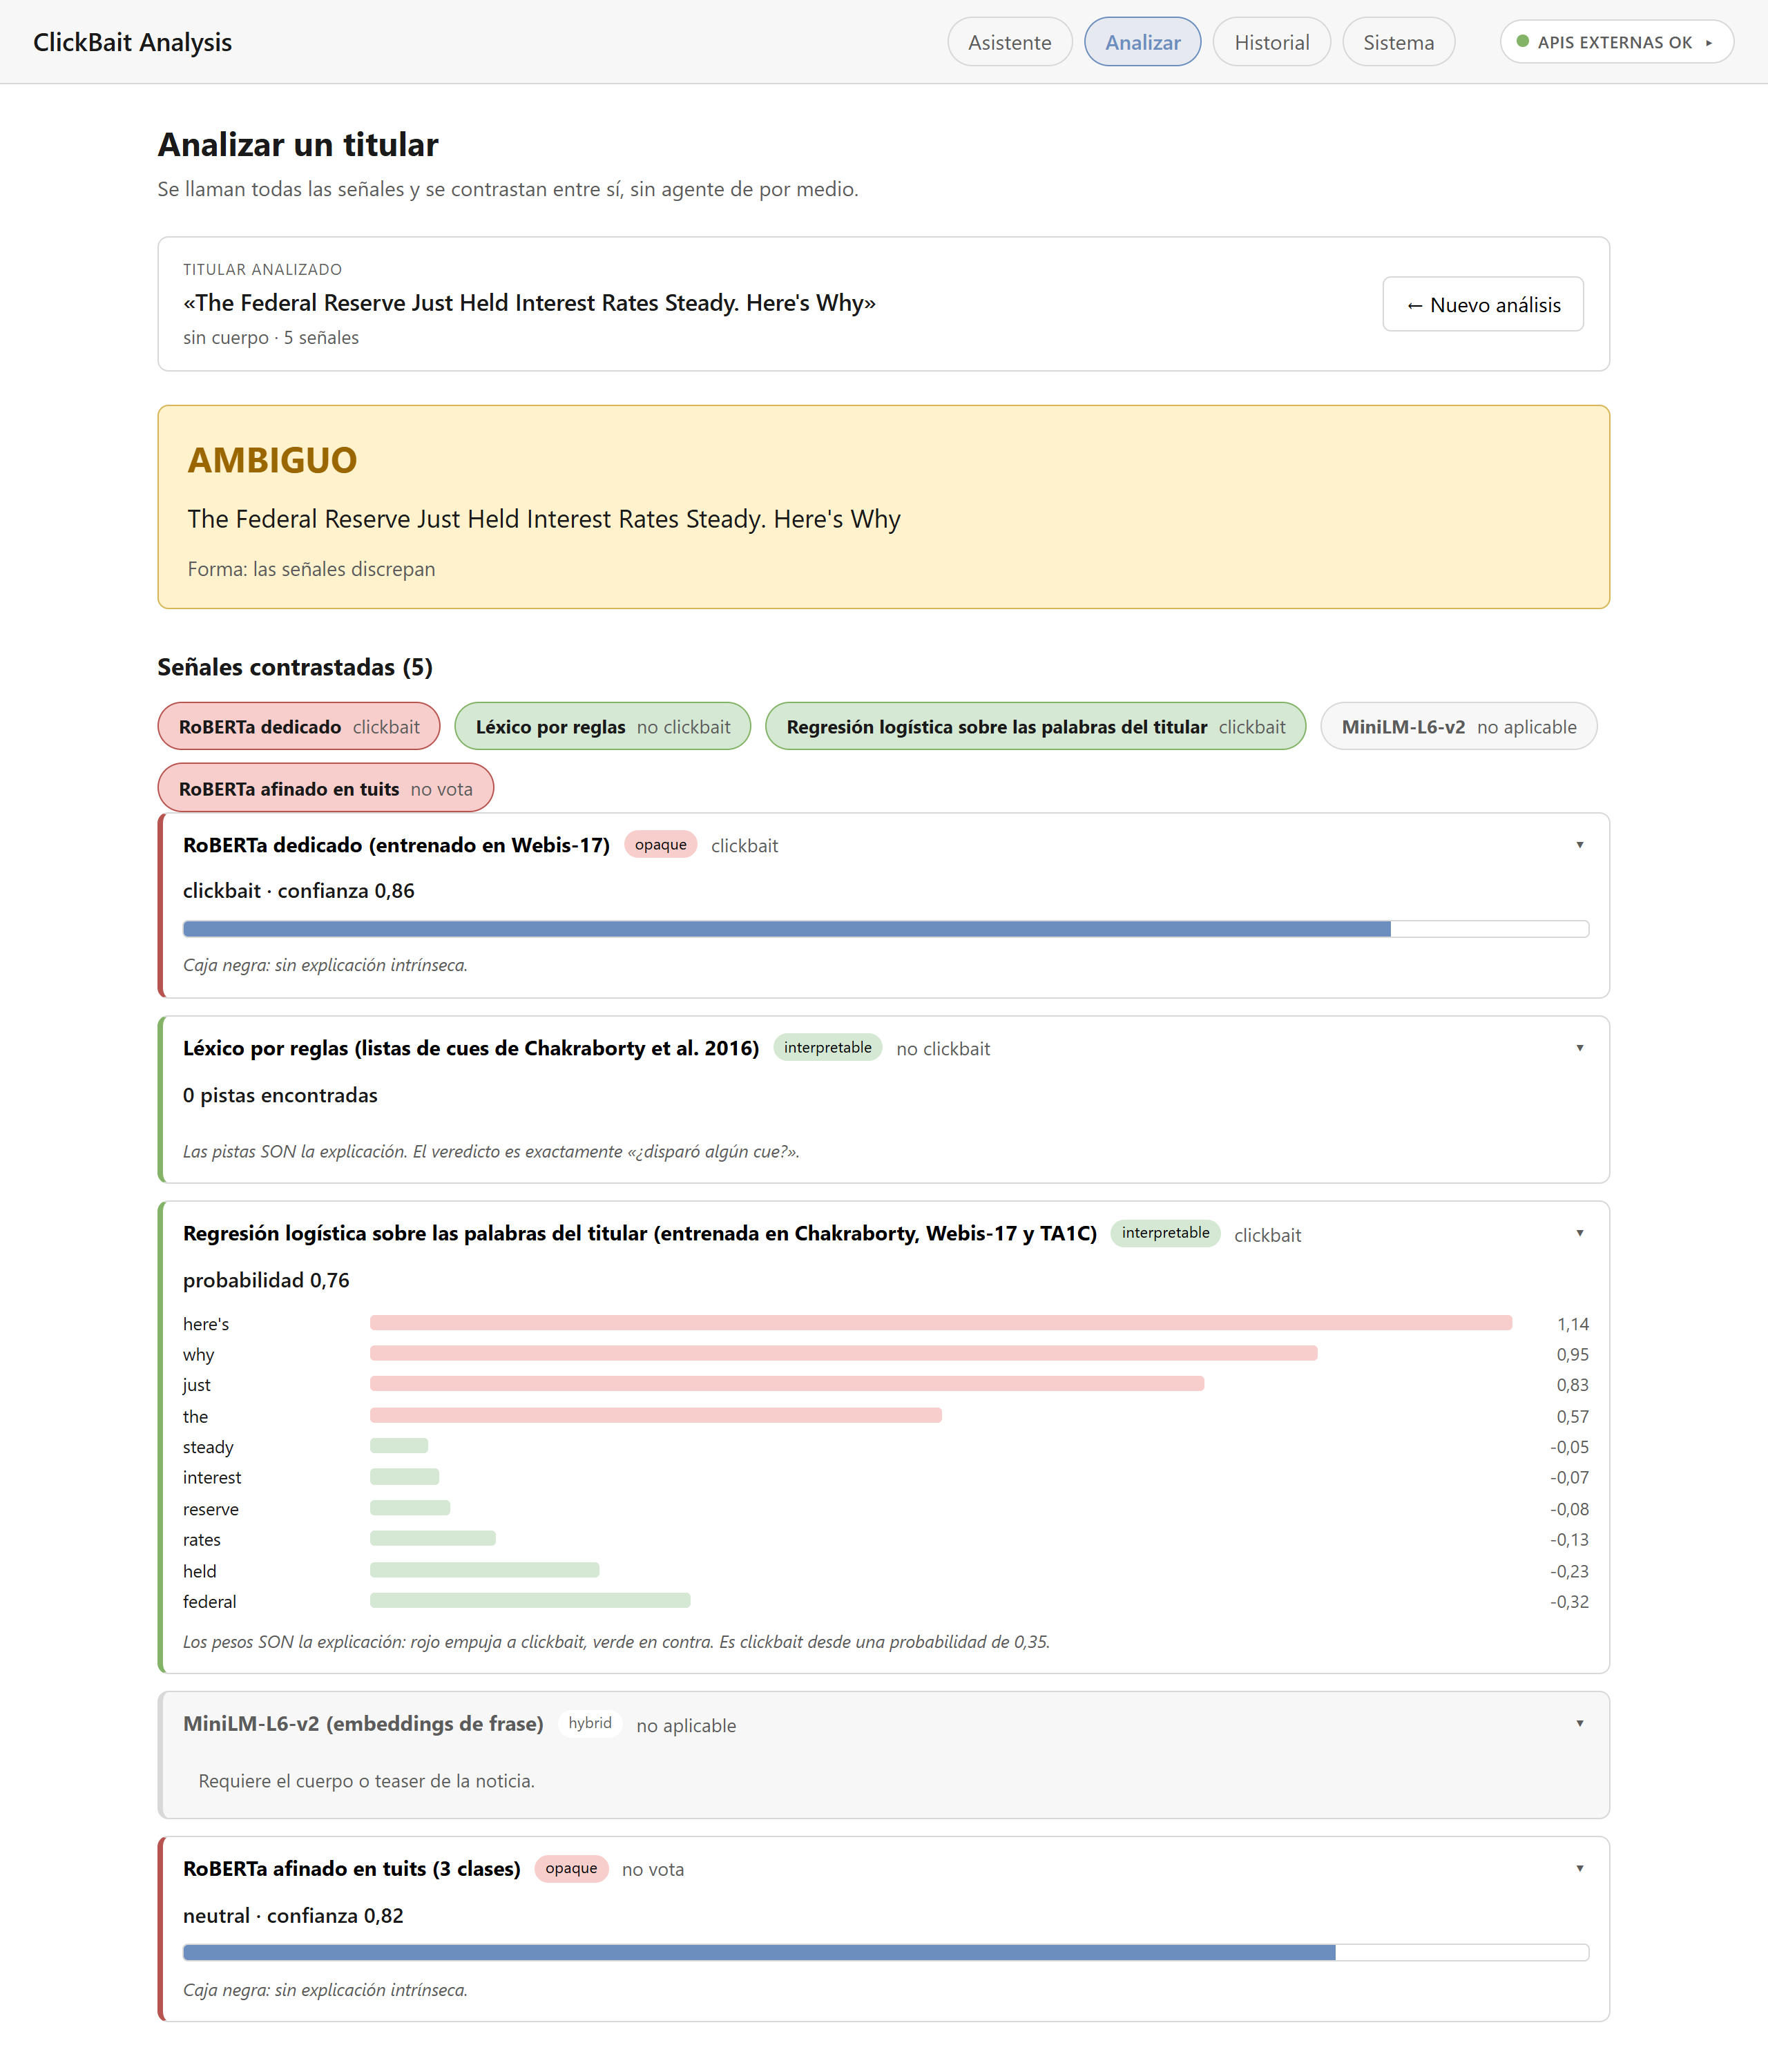 ClickBait Analysis
Asistente
Analizar
Historial
Sistema
APIS EXTERNAS OK ▸
Analizar un titular
Se llaman todas las señales y se contrastan entre sí, sin agente de por medio.
TITULAR ANALIZADO
«The Federal Reserve Just Held Interest Rates Steady. Here's Why»
sin cuerpo · 5 señales
← Nuevo análisis
AMBIGUO
The Federal Reserve Just Held Interest Rates Steady. Here's Why
Forma: las señales discrepan
Señales contrastadas (5)
RoBERTa dedicado clickbait
Léxico por reglas no clickbait
Regresión logística sobre las palabras del titular clickbait
MiniLM-L6-v2 no aplicable
RoBERTa afinado en tuits no vota
RoBERTa dedicado (entrenado en Webis-17) opaque clickbait ▾
clickbait · confianza 0,86
Caja negra: sin explicación intrínseca.
Léxico por reglas (listas de cues de Chakraborty et al. 2016) interpretable no clickbait ▾
0 pistas encontradas
Las pistas SON la explicación. El veredicto es exactamente «¿disparó algún cue?».
Regresión logística sobre las palabras del titular (entrenada en Chakraborty, Webis-17 y TA1C) interpretable clickbait ▾
probabilidad 0,76
here's 1,14
why 0,95
just 0,83
the 0,57
steady -0,05
interest -0,07
reserve -0,08
rates -0,13
held -0,23
federal -0,32
Los pesos SON la explicación: rojo empuja a clickbait, verde en contra. Es clickbait desde una probabilidad de 0,35.
MiniLM-L6-v2 (embeddings de frase) hybrid no aplicable ▾
Requiere el cuerpo o teaser de la noticia.
RoBERTa afinado en tuits (3 clases) opaque no vota ▾
neutral · confianza 0,82
Caja negra: sin explicación intrínseca.